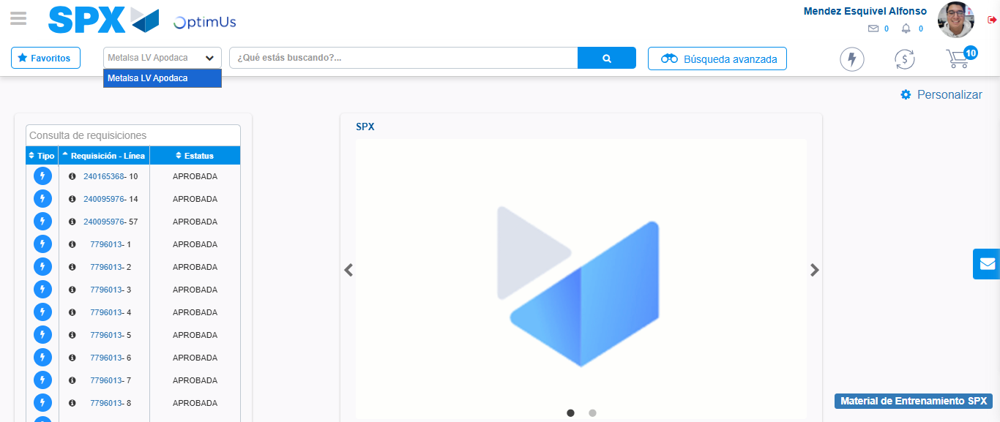 SPX OptimUs
Mendez Esquivel Alfonso
0 0
Favoritos
Metalsa LV Apodaca
¿Qué estás buscando?...
Búsqueda avanzada
10
Metalsa LV Apodaca
Personalizar
Consulta de requisiciones
Tipo Requisición - Línea Estatus
240165368- 10 APROBADA
240095976- 14 APROBADA
240095976- 57 APROBADA
7796013- 1 APROBADA
7796013- 2 APROBADA
7796013- 3 APROBADA
7796013- 4 APROBADA
7796013- 5 APROBADA
7796013- 6 APROBADA
7796013- 7 APROBADA
7796013- 8 APROBADA
SPX
Material de Entrenamiento SPX